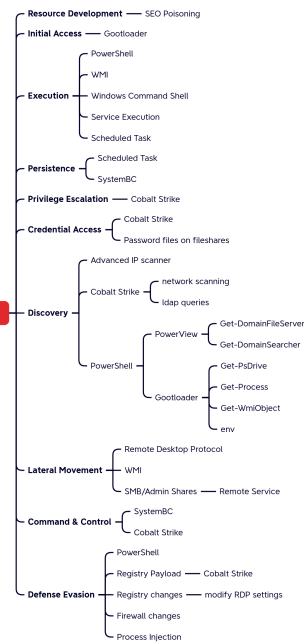 Resource Development
SEO Poisoning
Initial Access
Gootloader
Execution
PowerShell
WMI
Windows Command Shell
Service Execution
Scheduled Task
Persistence
Scheduled Task
SystemBC
Privilege Escalation
Cobalt Strike
Credential Access
Cobalt Strike
Password files on fileshares
Discovery
Advanced IP scanner
Cobalt Strike
network scanning
ldap queries
PowerShell
PowerView
Get-DomainFileServer
Get-DomainSearcher
Gootloader
Get-PsDrive
Get-Process
Get-WmiObject
env
Lateral Movement
Remote Desktop Protocol
WMI
SMB/Admin Shares
Remote Service
Command & Control
SystemBC
Cobalt Strike
Defense Evasion
PowerShell
Registry Payload
Cobalt Strike
Registry changes
modify RDP settings
Firewall changes
Process Injection